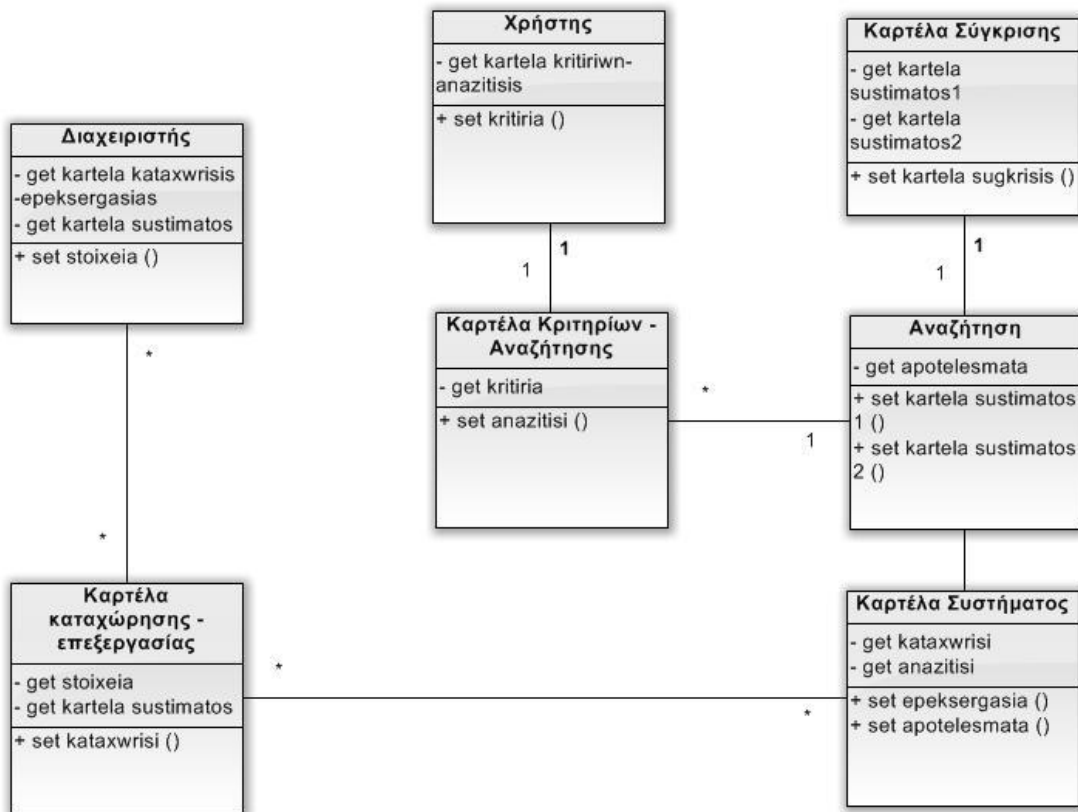 Χρήστης
- get kartela kritiriwn-
anazitisis
+ set kritiria ()
Καρτέλα Σύγκρισης
- get kartela
sustimatos1
- get kartela
sustimatos2
+ set kartela sugkrisis ()
Διαχειριστής
- get kartela kataxwrisis
-epeksergasias
- get kartela sustimatos
+ set stoixeia ()
1
1
1
1
Καρτέλα Κριτηρίων -
Αναζήτησης
- get kritiria
+ set anazitisi ()
Αναζήτηση
- get apotelesmata
+ set kartela sustimatos
1 ()
+ set kartela sustimatos
2 ()
*
*
1
*
Καρτέλα
καταχώρησης -
επεξεργασίας
- get stoixeia
- get kartela sustimatos
+ set kataxwrisi ()
Καρτέλα Συστήματος
- get kataxwrisi
- get anazitisi
+ set epeksergasia ()
+ set apotelesmata ()
*
*